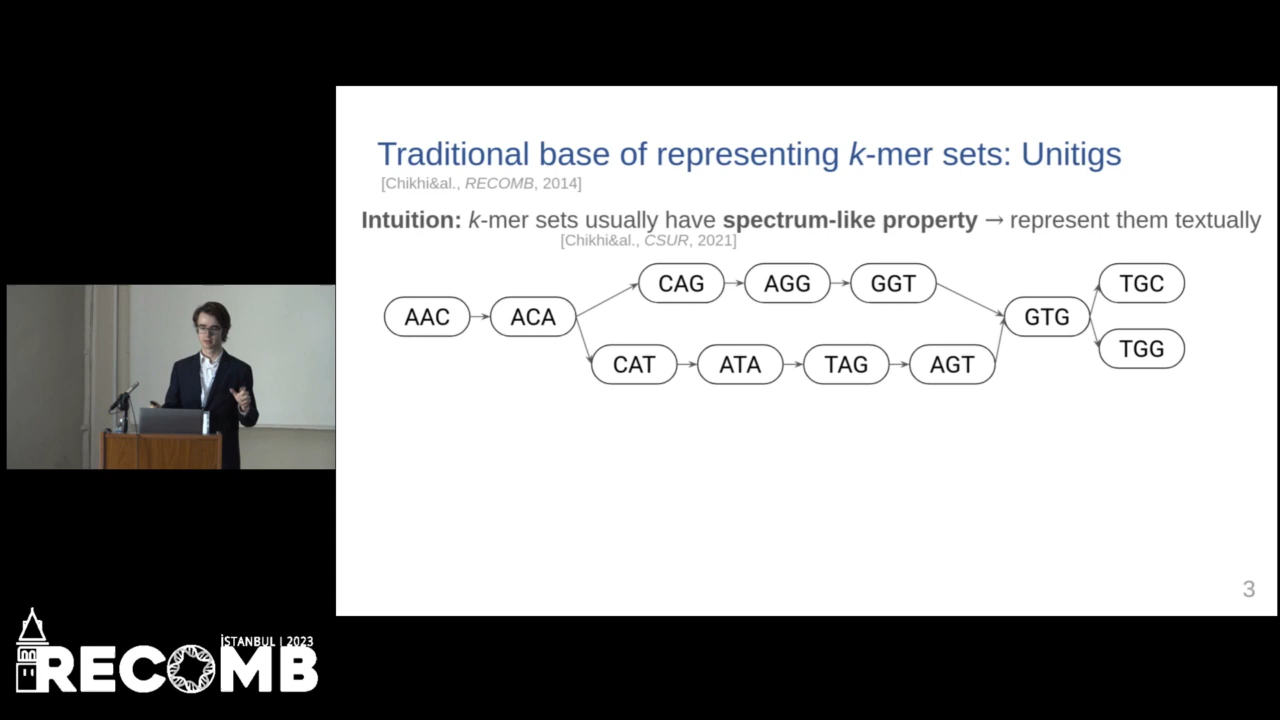 Traditional base of representing k-mer sets: Unitigs
[Chikhi&al., RECOMB, 2014]
Intuition: k-mer sets usually have spectrum-like property → represent them textually
[Chikhi&al., CSUR, 2021]
CAG AGG GGT TGC
AAC ACA GTG
CAT ATA TAG AGT TGG
3
İSTANBUL | 2023
RECOMB